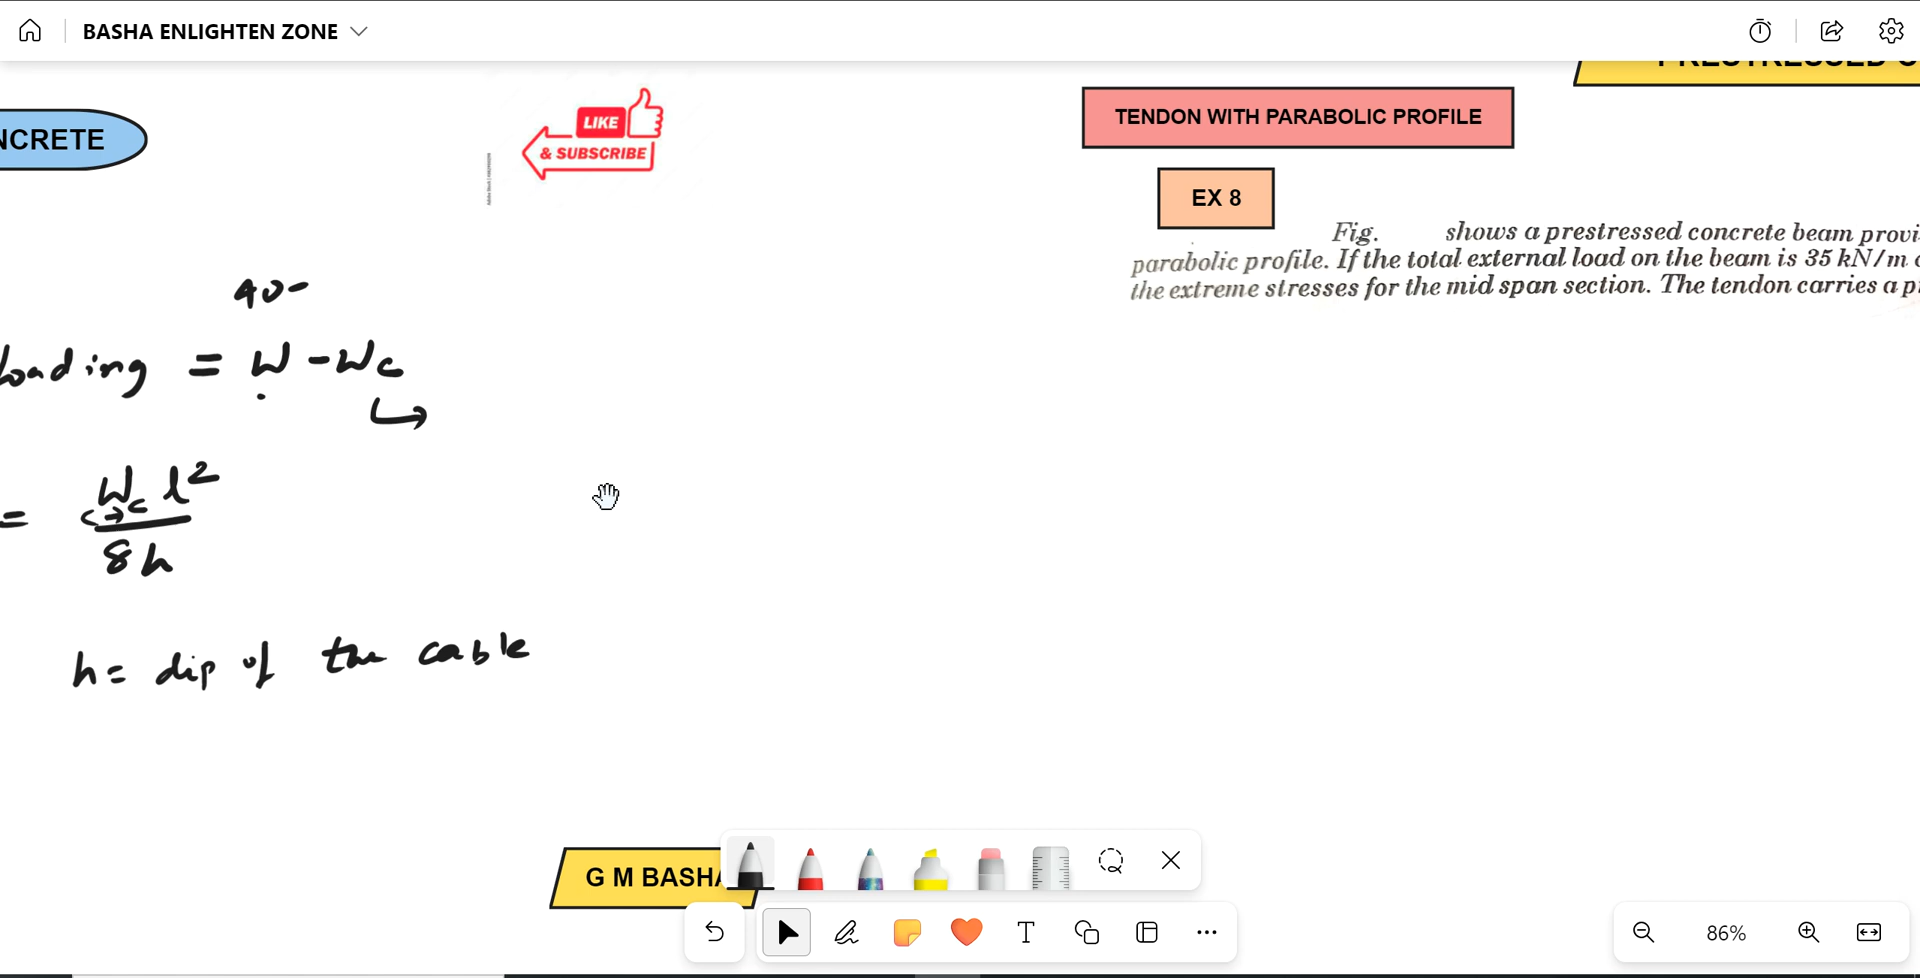 BASHA ENLIGHTEN ZONE
NCRETE
LIKE
& SUBSCRIBE
40-
loading = W - Wc
= Wc l²
8h
h = dip of the cable
TENDON WITH PARABOLIC PROFILE
EX 8
Fig. shows a prestressed concrete beam provi
parabolic profile. If the total external load on the beam is 35 kN/m
the extreme stresses for the mid span section. The tendon carries a p
G M BASHA
86%